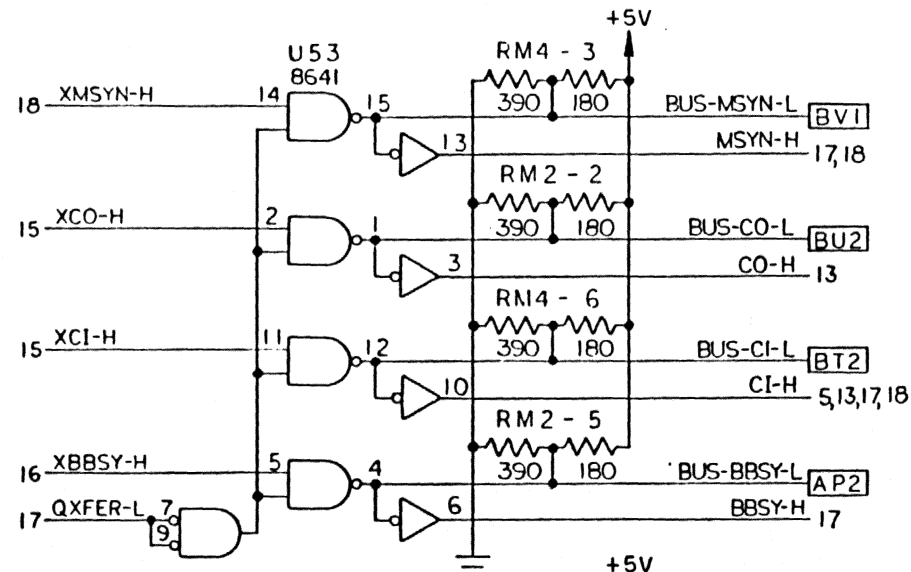 +5V
U53
8641
RM4 - 3
18 XMSYN-H 14 15 390 180 BUS-MSYN-L BV1
13 MSYN-H 17,18
RM2 - 2
15 XCO-H 2 1 390 180 BUS-CO-L BU2
3 CO-H 13
RM4 - 6
15 XCI-H 11 12 390 180 BUS-CI-L BT2
10 CI-H 5,13,17,18
RM2 - 5
16 XBBSY-H 5 4 390 180 BUS-BBSY-L AP2
17 QXFER-L 7 6 BBSY-H 17
9
+5V